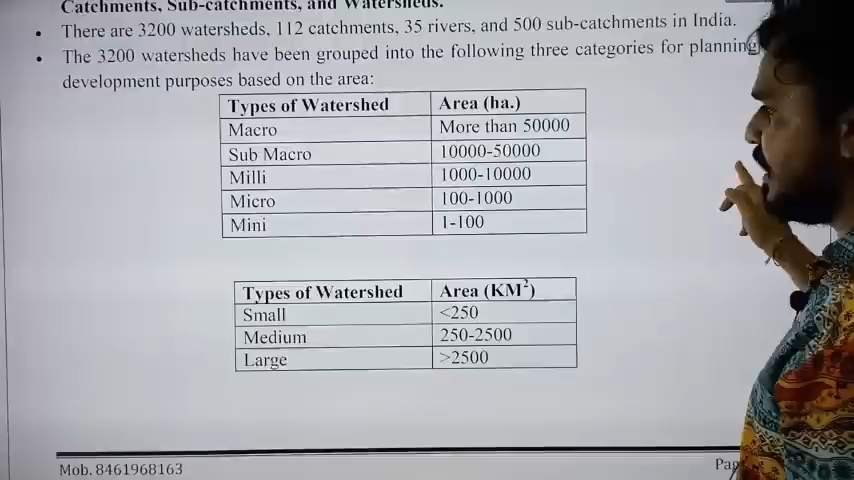 Catchments, Sub-catchments, and Watersheds.
• There are 3200 watersheds, 112 catchments, 35 rivers, and 500 sub-catchments in India.
• The 3200 watersheds have been grouped into the following three categories for planning
development purposes based on the area:
Types of Watershed Area (ha.)
Macro More than 50000
Sub Macro 10000-50000
Milli 1000-10000
Micro 100-1000
Mini 1-100
Types of Watershed Area (KM²)
Small <250
Medium 250-2500
Large >2500
Mob. 8461968163